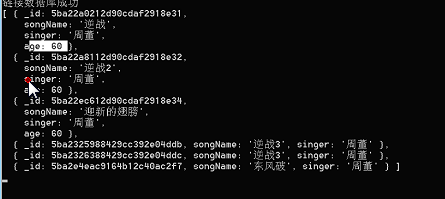 链接数据库成功
[ { _id: 5ba22a0212d90cdaf2918e31,
songName: '逆战',
singer: '周董',
age: 60 },
{ _id: 5ba22a8112d90cdaf2918e32,
songName: '逆战2',
singer: '周董',
age: 60 },
{ _id: 5ba22ec612d90cdaf2918e34,
songName: '迎新的翅膀',
singer: '周董',
age: 60 },
{ _id: 5ba2325988429cc392e04ddb, songName: '逆战3', singer: '周董' },
{ _id: 5ba2326388429cc392e04ddc, songName: '逆战3', singer: '周董' },
{ _id: 5ba2e4eac9164b12c40ac2f7, songName: '东风破', singer: '周董' } ]